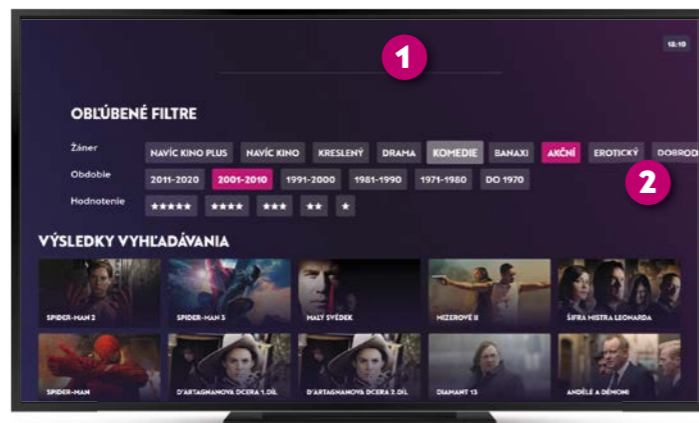 1
18:10
OBĽÚBENÉ FILTRE
Žáner NAVÍC KINO PLUS NAVÍC KINO KRESLENÝ DRAMA KOMEDIE BANAXI AKČNÍ EROTICKÝ DOBROD
2
Obdobie 2011-2020 2001-2010 1991-2000 1981-1990 1971-1980 DO 1970
Hodnotenie ★★★★★ ★★★★ ★★★ ★★ ★
VÝSLEDKY VYHĽADÁVANIA
SPIDER-MAN 2 SPIDER-MAN 3 MALÝ SVĚDEK MIZEROVÉ II ŠIFRA MISTRA LEONARDA
SPIDER-MAN D'ARTAGNANOVA DCERA 1.DÍL D'ARTAGNANOVA DCERA 2.DÍL DIAMANT 13 ANDĚLÉ A DÉMONI